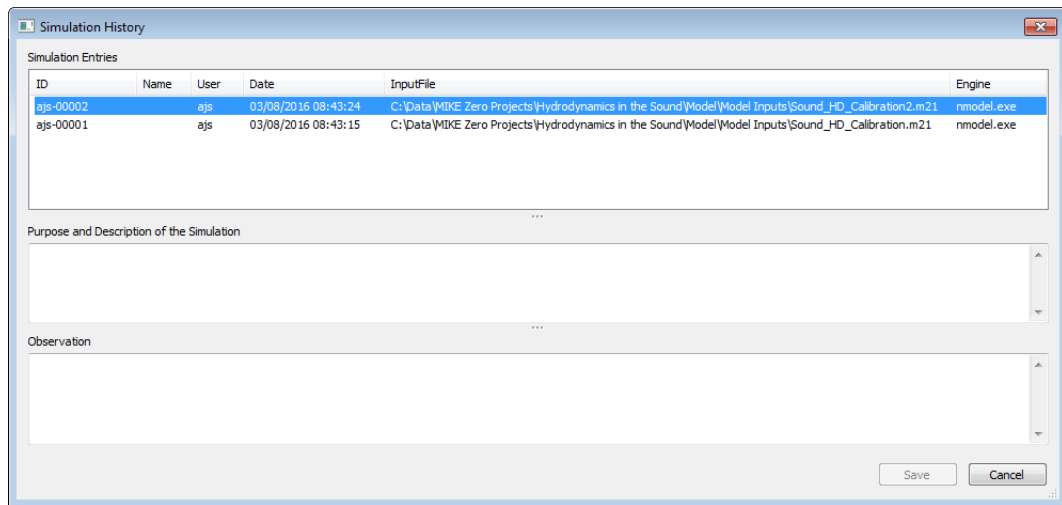 Simulation History
Simulation Entries
ID Name User Date InputFile Engine
ajs-00002 ajs 03/08/2016 08:43:24 C:\Data\MIKE Zero Projects\Hydrodynamics in the Sound\Model\Model Inputs\Sound_HD_Calibration2.m21 nmodel.exe
ajs-00001 ajs 03/08/2016 08:43:15 C:\Data\MIKE Zero Projects\Hydrodynamics in the Sound\Model\Model Inputs\Sound_HD_Calibration.m21 nmodel.exe
Purpose and Description of the Simulation
Observation
Save Cancel